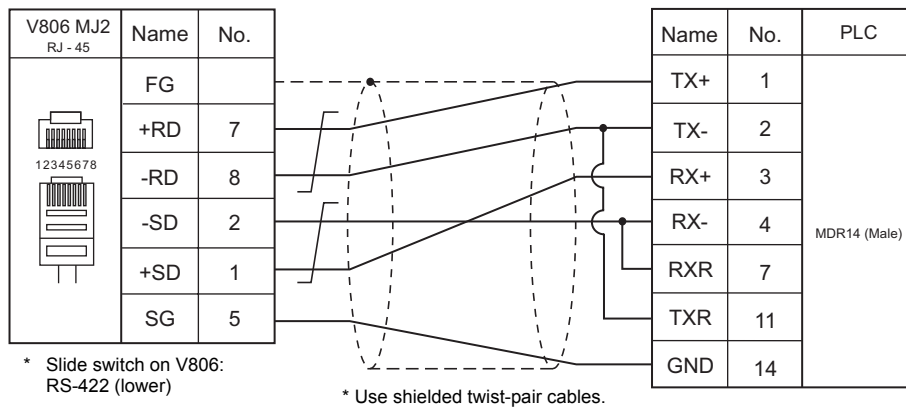 V806 MJ2
RJ - 45
Name No.
FG
+RD 7
-RD 8
-SD 2
+SD 1
SG 5
12345678
Name No. PLC
TX+ 1
TX- 2
RX+ 3
RX- 4
RXR 7
TXR 11
GND 14
MDR14 (Male)
* Slide switch on V806:
RS-422 (lower)
* Use shielded twist-pair cables.